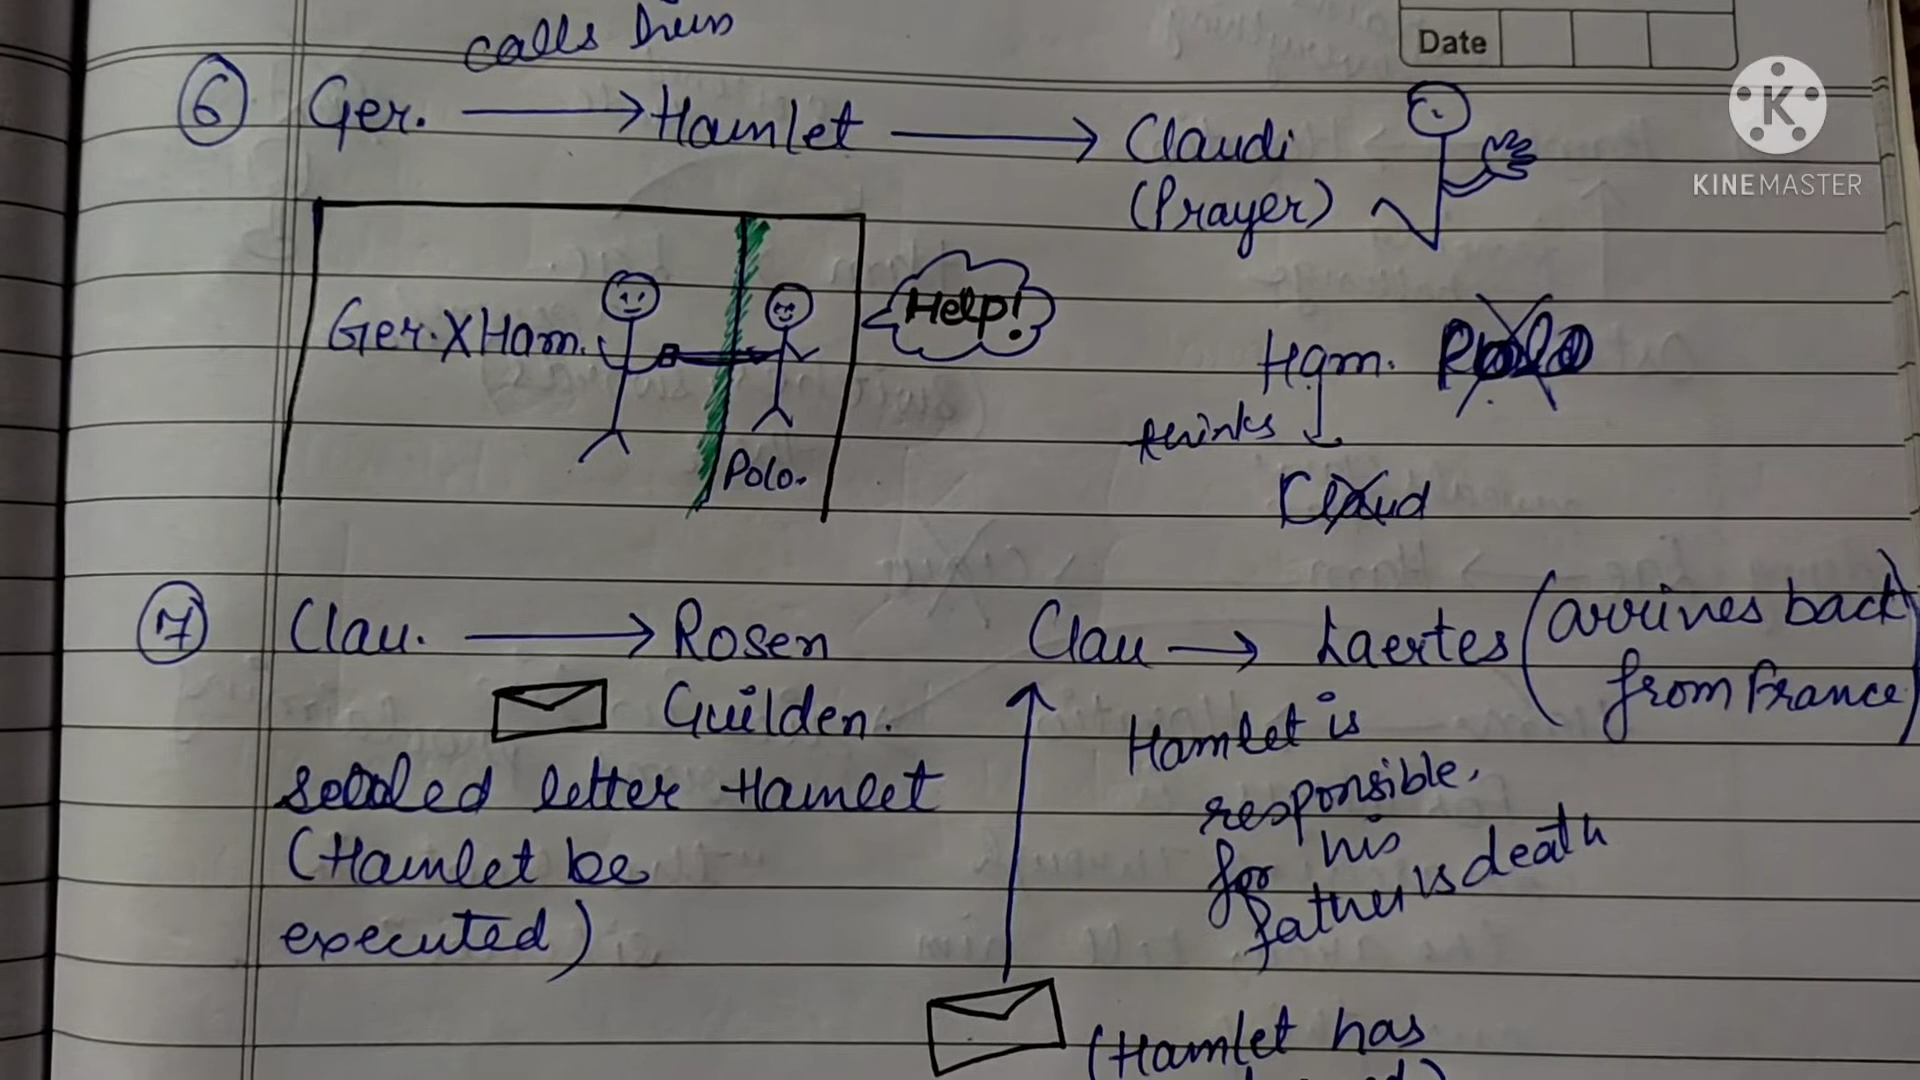 calls him
Date
6 Ger. → Hamlet → Claudi
(Prayer)
K
KINEMASTER
Ger. X Ham.
Help!
Polo.
Ham.
thinks
Claud
7 Clau. → Rosen
Guilden.
sealed letter Hamlet
(Hamlet be
executed)
Clau → Laertes (arrives back
from France)
Hamlet is
responsible
for his
father's death
(Hamlet has